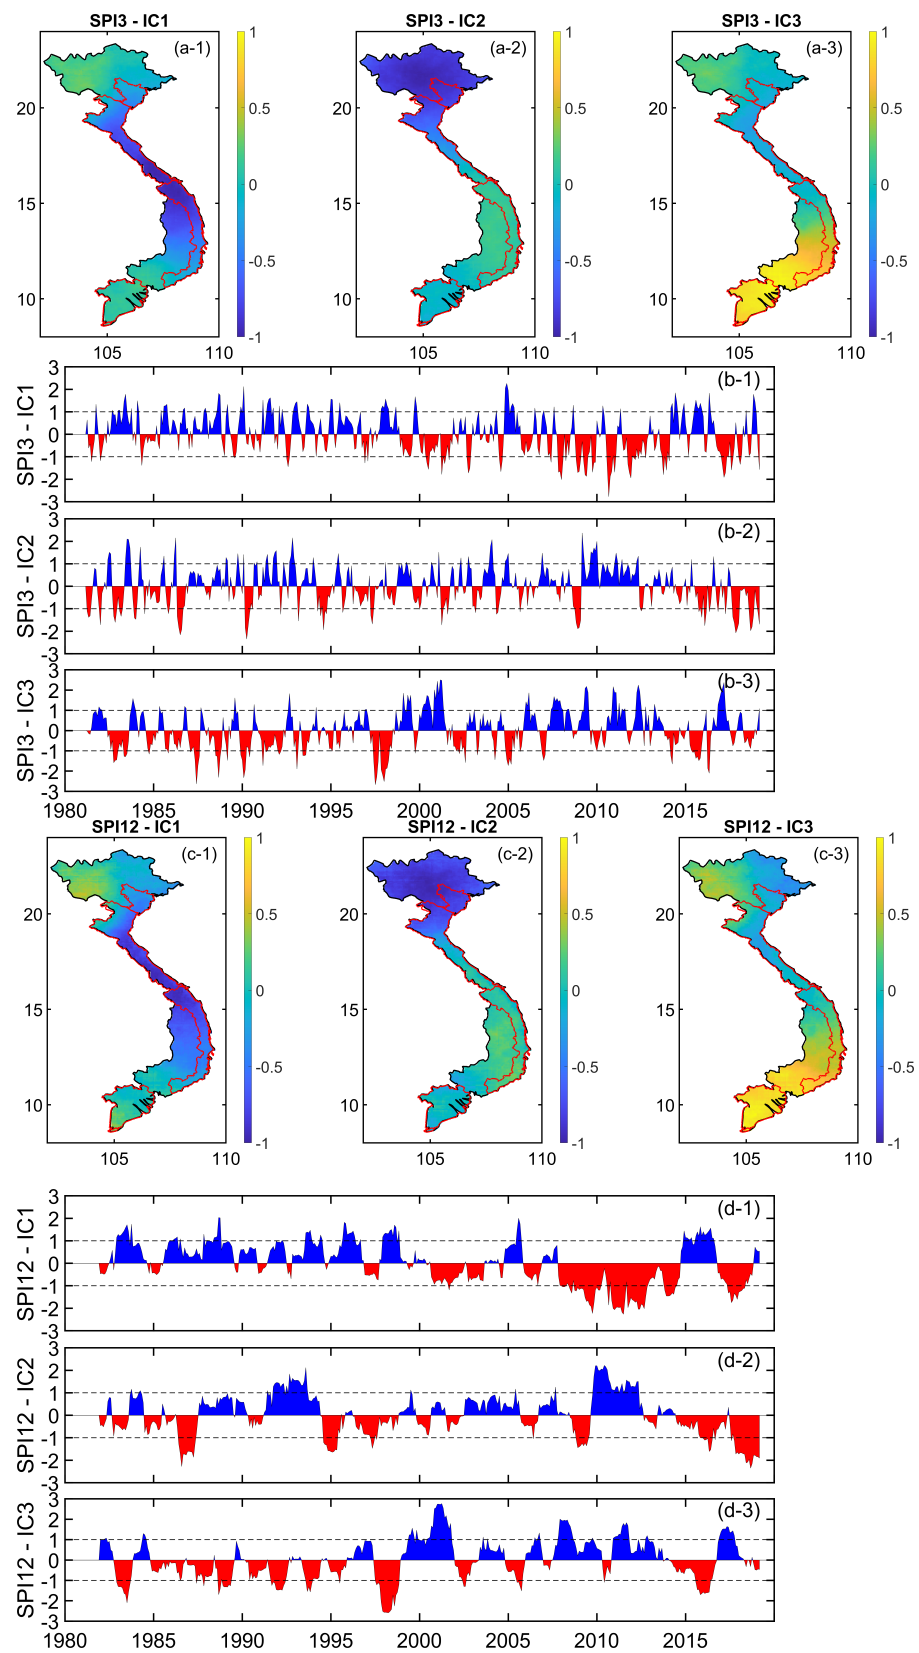 SPI3 - IC1 SPI3 - IC2 SPI3 - IC3
(a-1) 1 (a-2) 1 (a-3) 1
20 0.5 20 0.5 20 0.5
0 0 0
15 15 15
-0.5 -0.5 -0.5
10 10 10
-1 -1 -1
105 110 105 110 105 110
SPI3 - IC1
3
2
1
0
-1
-2
-3
(b-1)
SPI3 - IC2
3
2
1
0
-1
-2
-3
(b-2)
SPI3 - IC3
3
2
1
0
-1
-2
-3
(b-3)
1980 1985 1990 1995 2000 2005 2010 2015
SPI12 - IC1 SPI12 - IC2 SPI12 - IC3
(c-1) 1 (c-2) 1 (c-3) 1
20 0.5 20 0.5 20 0.5
0 0 0
15 15 15
-0.5 -0.5 -0.5
10 10 10
-1 -1 -1
105 110 105 110 105 110
SPI12 - IC1
3
2
1
0
-1
-2
-3
(d-1)
SPI12 - IC2
3
2
1
0
-1
-2
-3
(d-2)
SPI12 - IC3
3
2
1
0
-1
-2
-3
(d-3)
1980 1985 1990 1995 2000 2005 2010 2015